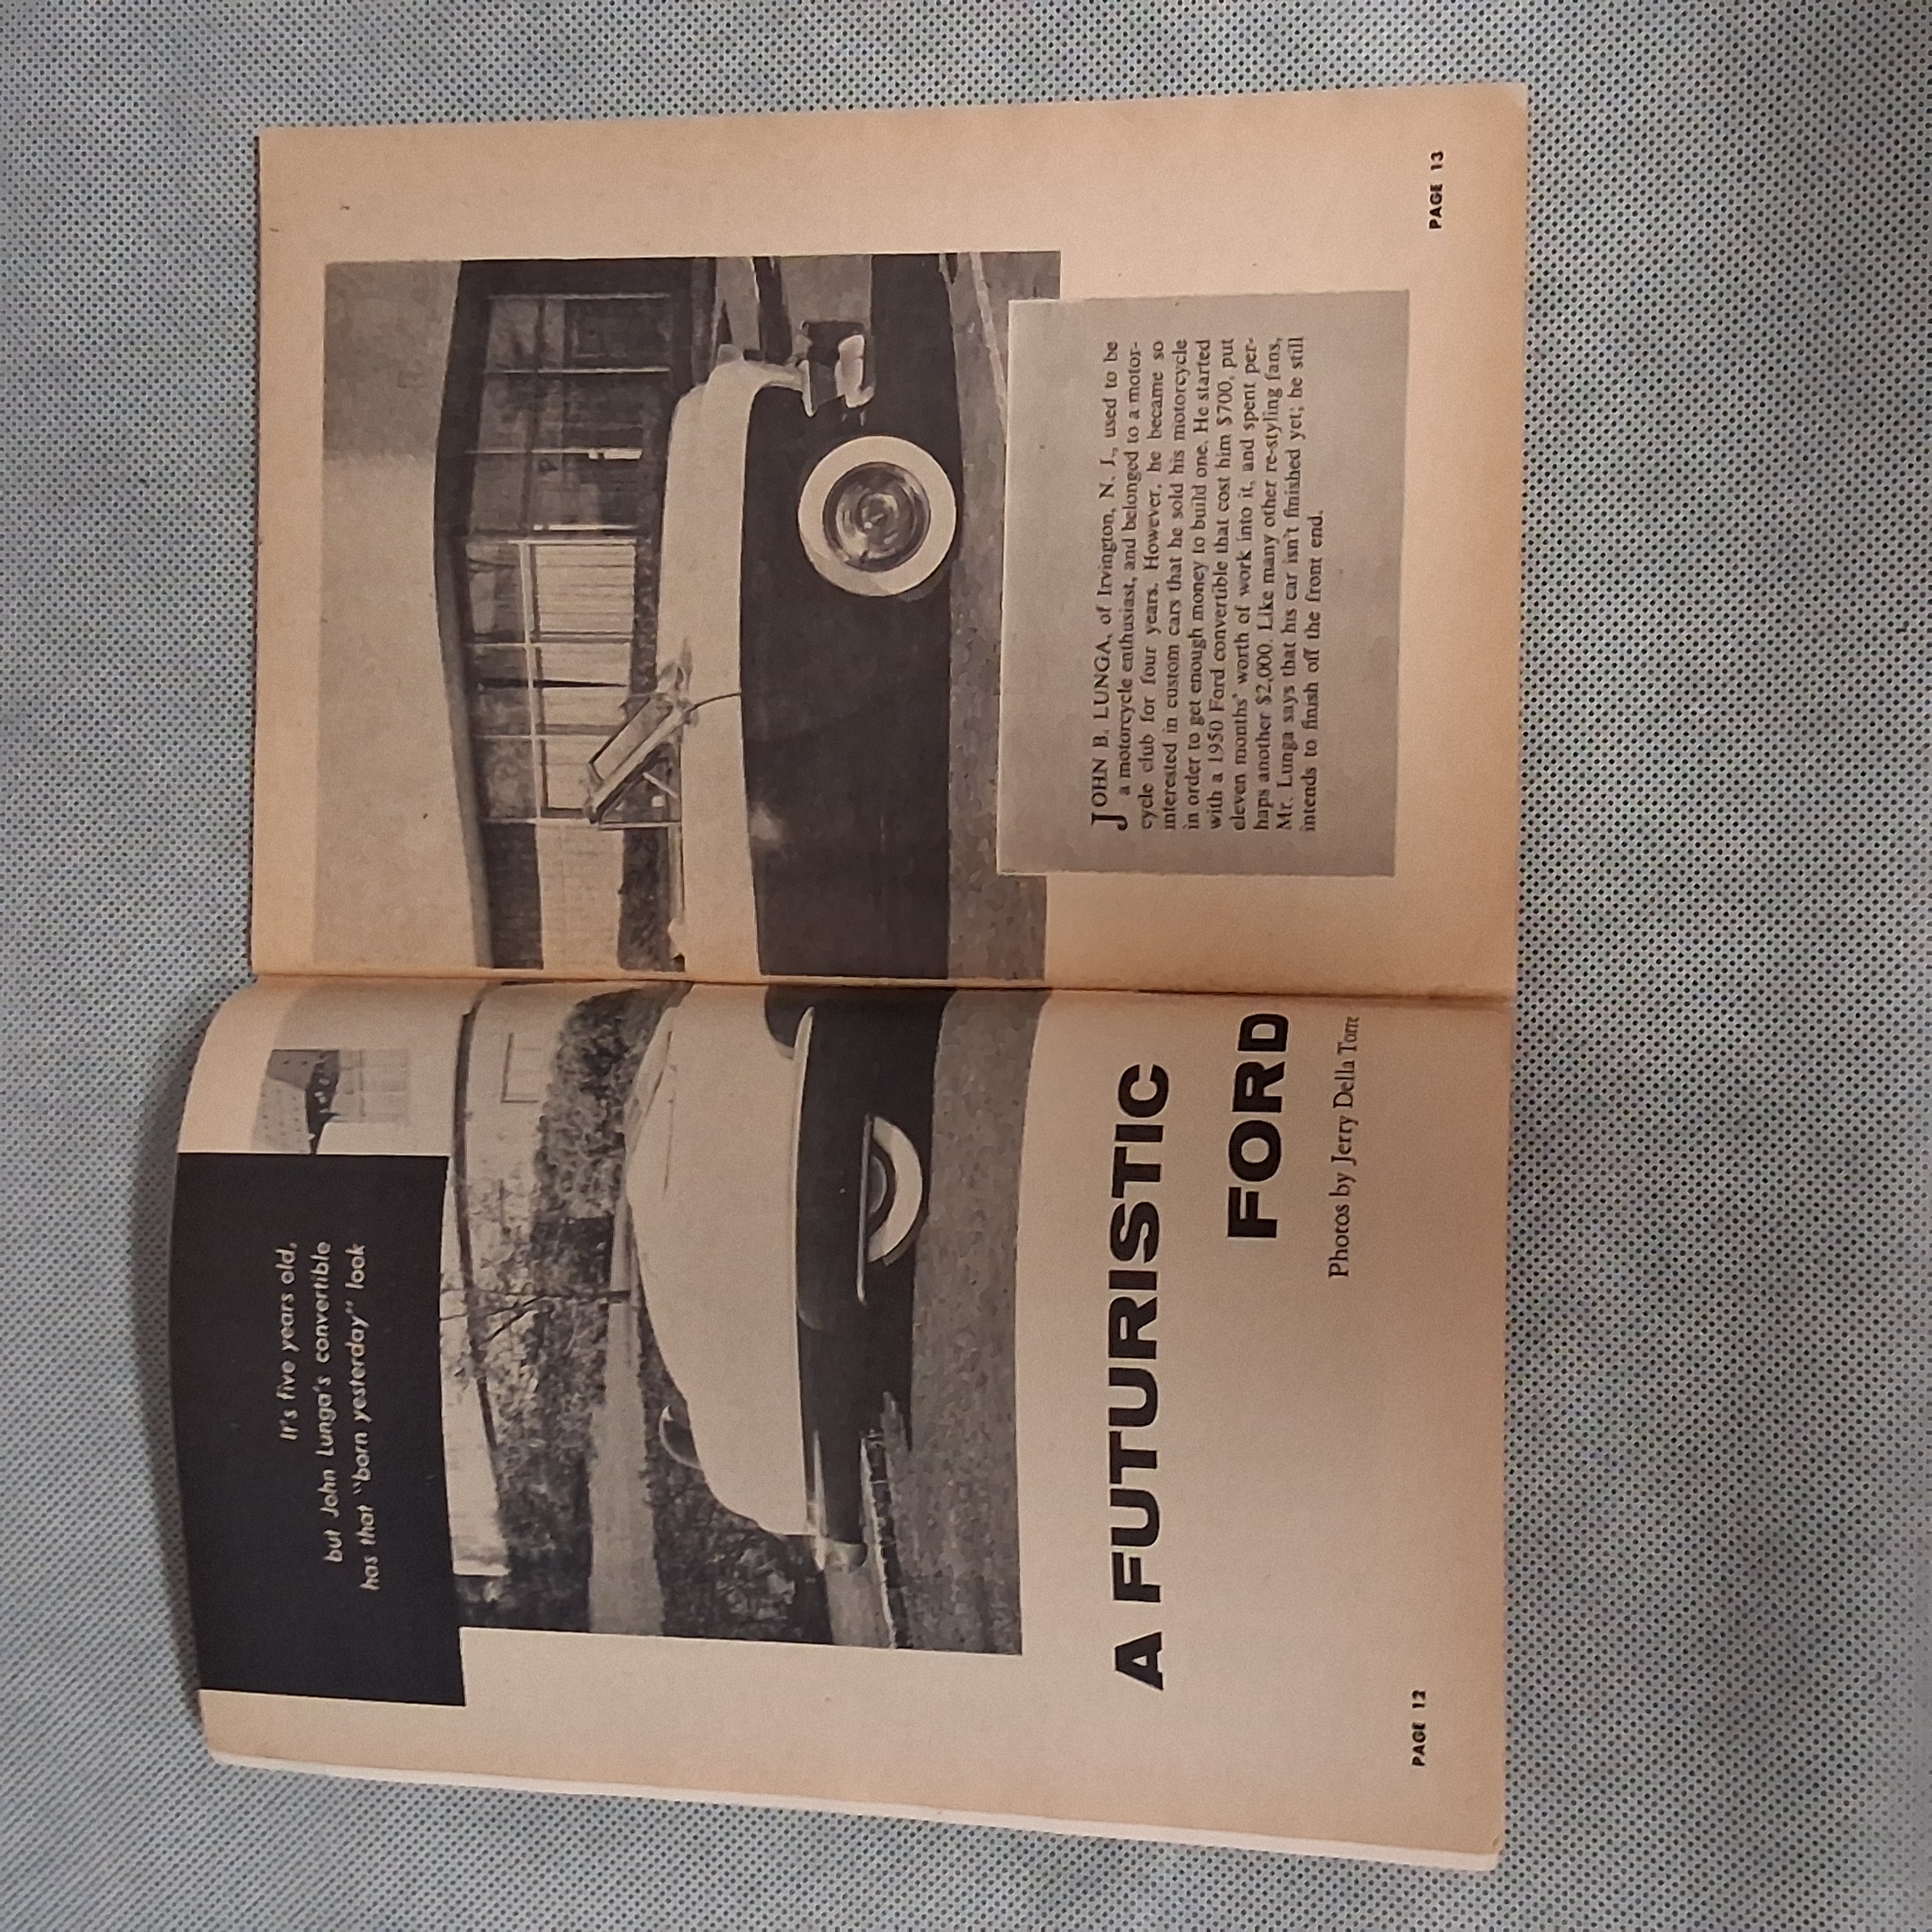 It's five years old,
but John Lunga's convertible
has that "born yesterday" look
A FUTURISTIC
FORD
Photos by Jerry Della Torre
PAGE 12
JOHN B. LUNGA, of Irvington, N. J., used to be
a motorcycle enthusiast, and belonged to a motor-
cycle club for four years. However, he became so
interested in custom cars that he sold his motorcycle
in order to get enough money to build one. He started
with a 1950 Ford convertible that cost him $700, put
eleven months' worth of work into it, and spent per-
haps another $2,000. Like many other re-styling fans,
Mr. Lunga says that his car isn't finished yet; he still
intends to finish off the front end.
PAGE 13